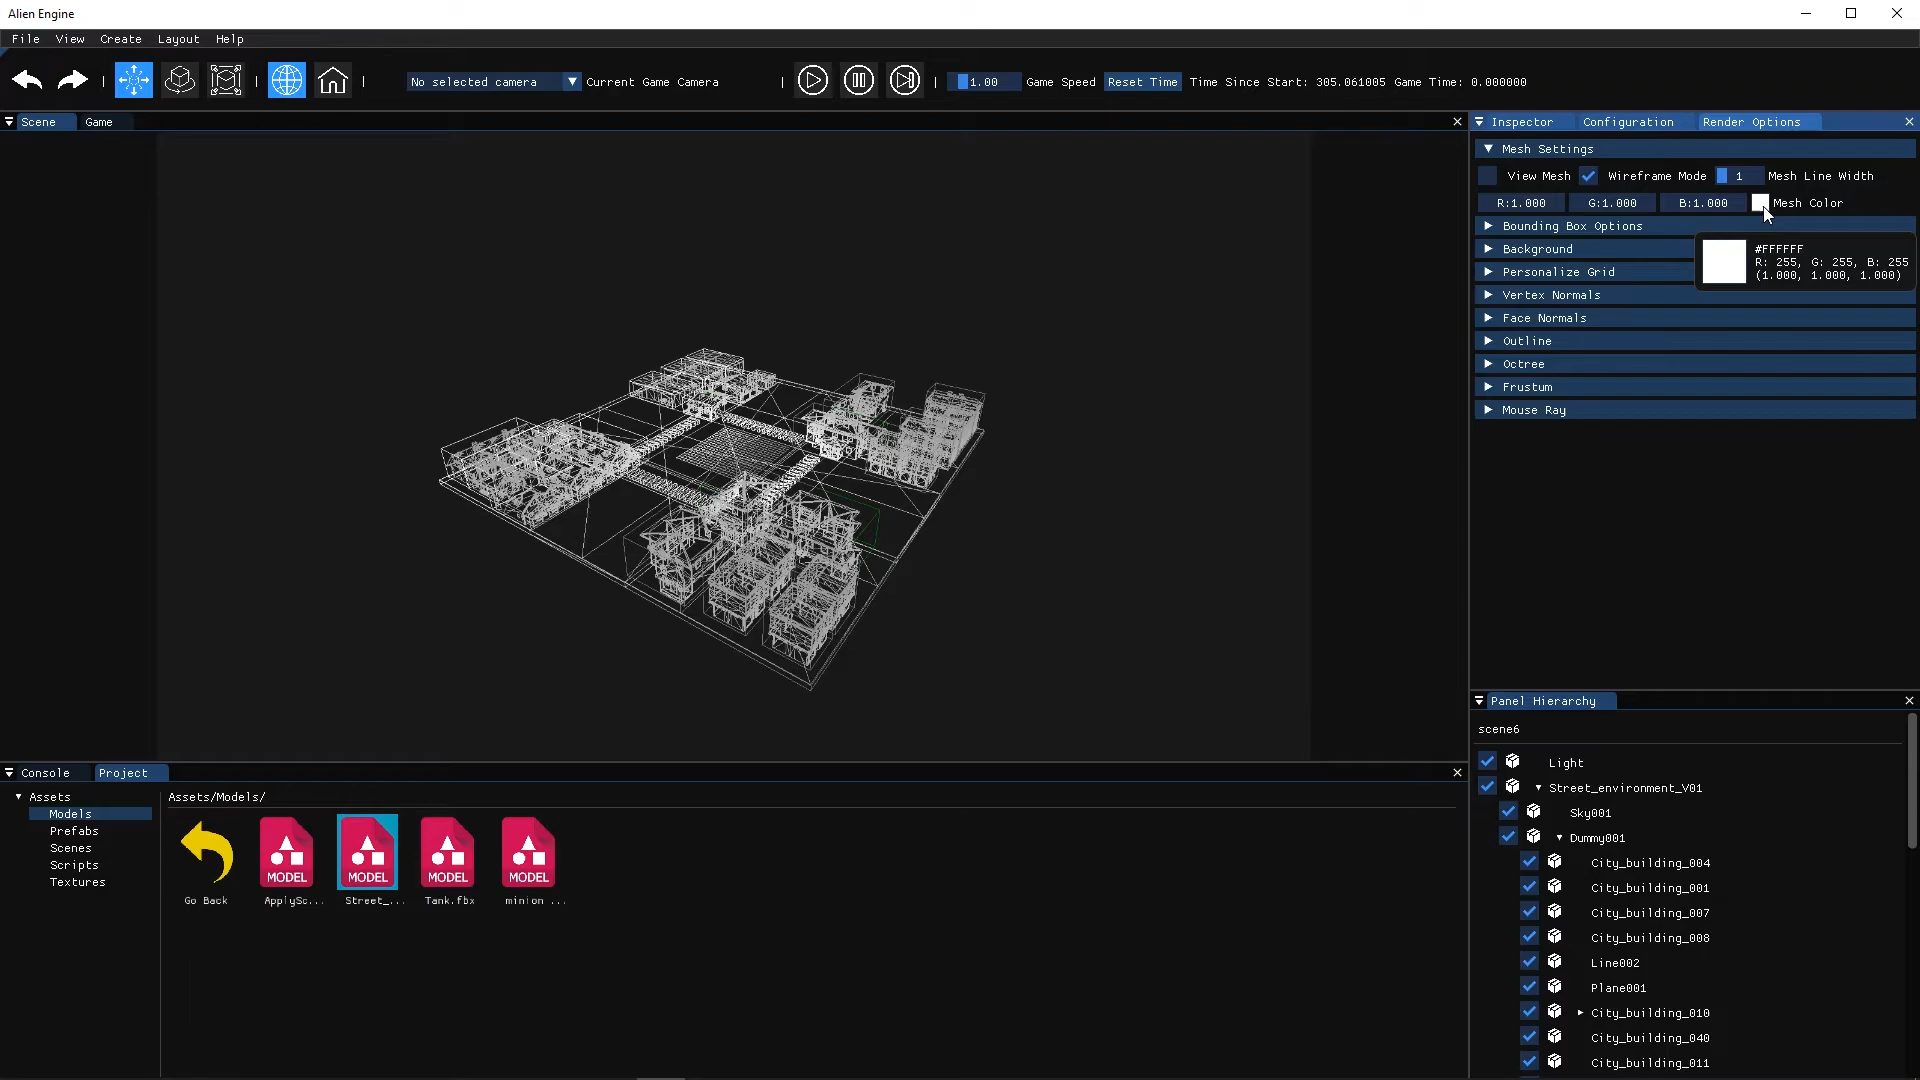 Alien Engine
File View Create Layout Help
No selected camera Current Game Camera 1.00 Game Speed Reset Time Time Since Start: 305.061005 Game Time: 0.000000
Scene Game
Inspector Configuration Render Options
Mesh Settings
View Mesh Wireframe Mode 1 Mesh Line Width
R:1.000 G:1.000 B:1.000 Mesh Color
Bounding Box Options
Background
Personalize Grid
Vertex Normals
Face Normals
Outline
Octree
Frustum
Mouse Ray
#FFFFFF
R: 255, G: 255, B: 255
(1.000, 1.000, 1.000)
Panel Hierarchy
scene6
Light
Street_environment_V01
Sky001
Dummy001
City_building_004
City_building_001
City_building_007
City_building_008
Line002
Plane001
City_building_010
City_building_040
City_building_011
Console Project
Assets
Models
Prefabs
Scenes
Scripts
Textures
Assets/Models/
MODEL MODEL MODEL MODEL
Go Back ApplySc... Street_... Tank.fbx minion ...